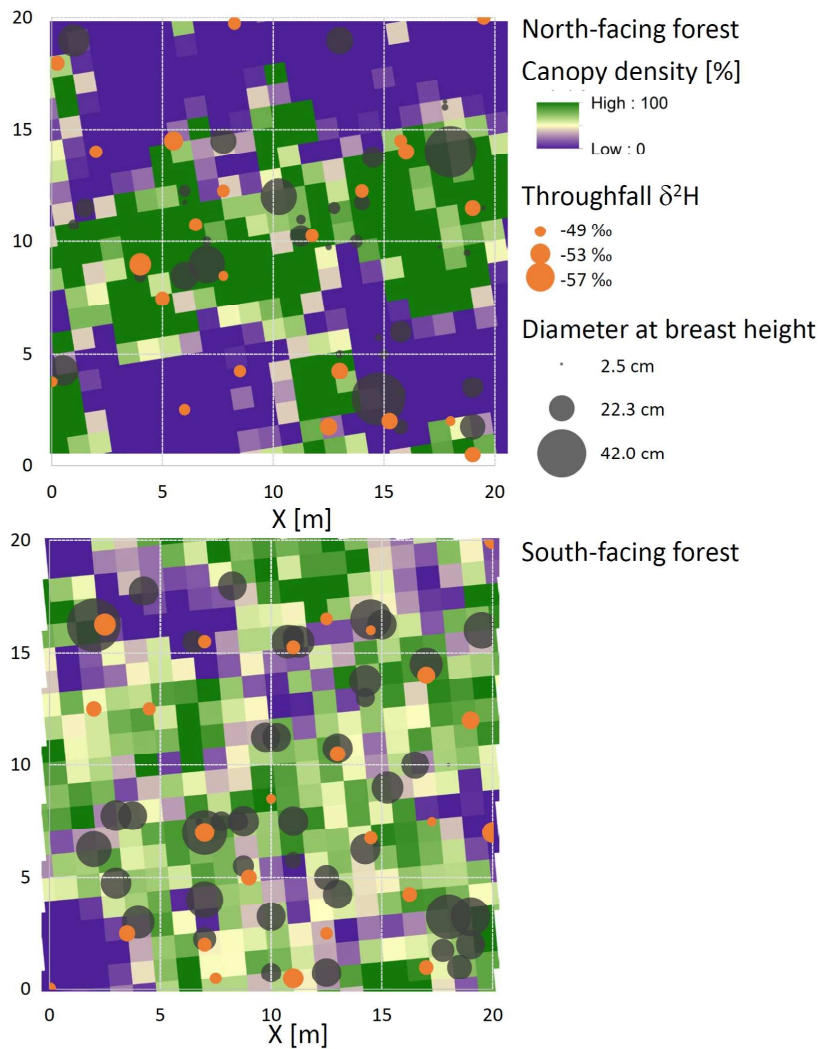 20
15
10
5
0
0 5 10 15 20
X [m]
North-facing forest
Canopy density [%]
High : 100
Low : 0
Throughfall δ²H
-49 ‰
-53 ‰
-57 ‰
Diameter at breast height
2.5 cm
22.3 cm
42.0 cm
20
15
10
5
0
0 5 10 15 20
X [m]
South-facing forest